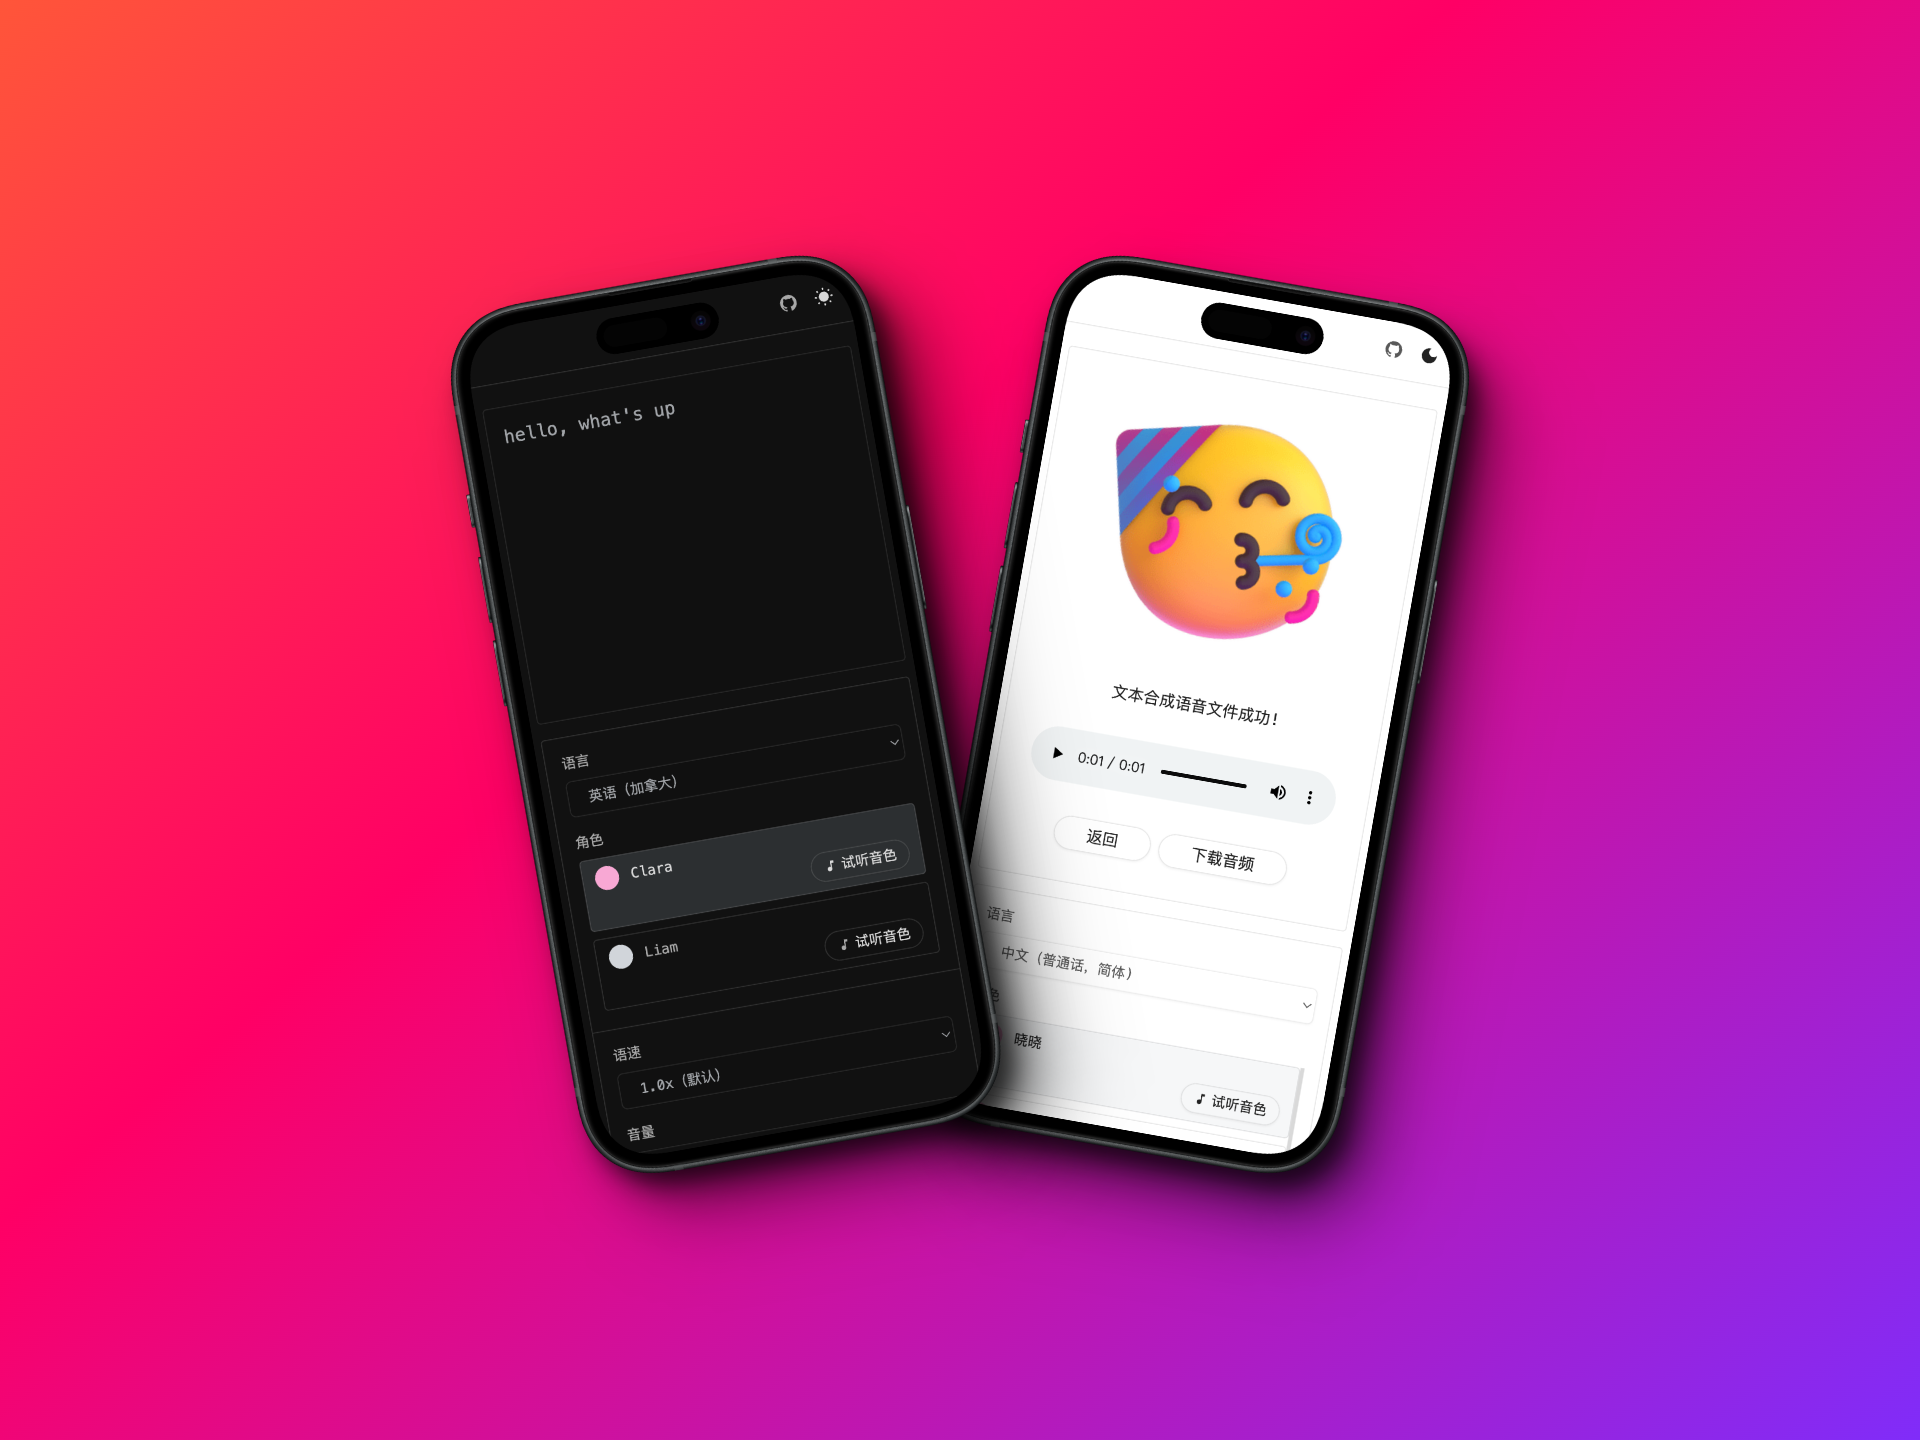 hello, what's up
语言
英语（加拿大）
角色
Clara
试听音色
Liam
试听音色
语速
1.0x（默认）
音量
文本合成语音文件成功！
0:01 / 0:01
返回
下载音频
语言
中文（普通话，简体）
色
晓晓
试听音色